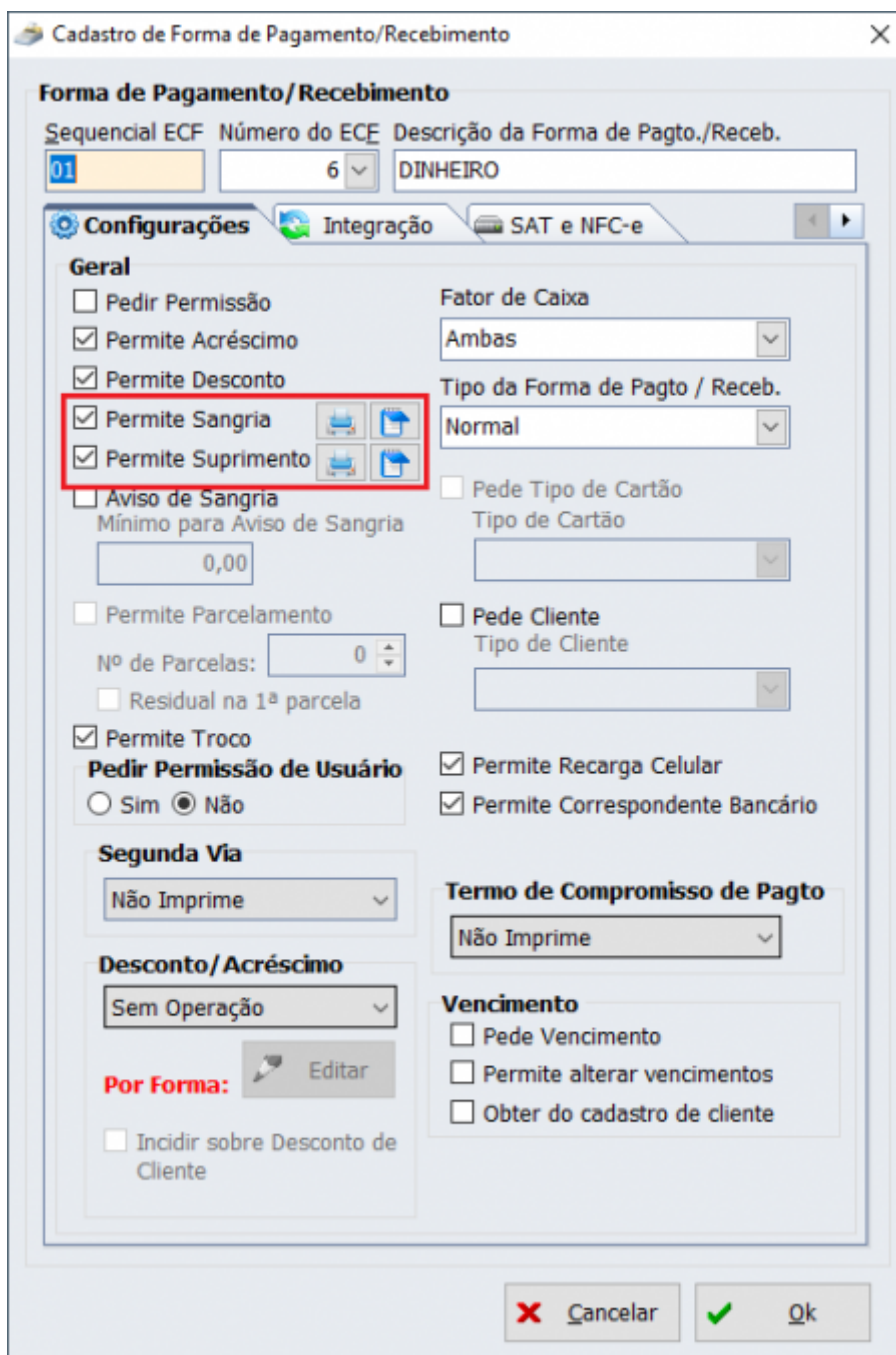 Cadastro de Forma de Pagamento/Recebimento
Forma de Pagamento/Recebimento
Sequencial ECF Número do ECF Descrição da Forma de Pagto./Receb.
01 6 DINHEIRO
Configurações Integração SAT e NFC-e
Geral
Pedir Permissão
Permite Acréscimo
Permite Desconto
Permite Sangria
Permite Suprimento
Aviso de Sangria
Mínimo para Aviso de Sangria
0,00
Permite Parcelamento
Nº de Parcelas: 0
Residual na 1ª parcela
Permite Troco
Pedir Permissão de Usuário
Sim Não
Segunda Via
Não Imprime
Desconto/Acréscimo
Sem Operação
Por Forma: Editar
Incidir sobre Desconto de
Cliente
Fator de Caixa
Ambas
Tipo da Forma de Pagto / Receb.
Normal
Pede Tipo de Cartão
Tipo de Cartão
Pede Cliente
Tipo de Cliente
Permite Recarga Celular
Permite Correspondente Bancário
Termo de Compromisso de Pagto
Não Imprime
Vencimento
Pede Vencimento
Permite alterar vencimentos
Obter do cadastro de cliente
Cancelar Ok